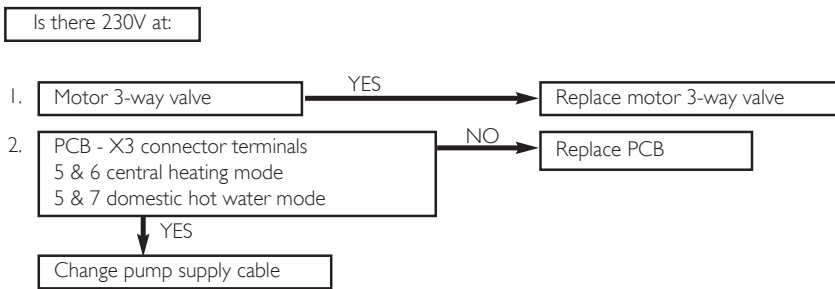 Is there 230V at:
1. Motor 3-way valve YES Replace motor 3-way valve
2. PCB - X3 connector terminals NO Replace PCB
5 & 6 central heating mode
5 & 7 domestic hot water mode
YES
Change pump supply cable